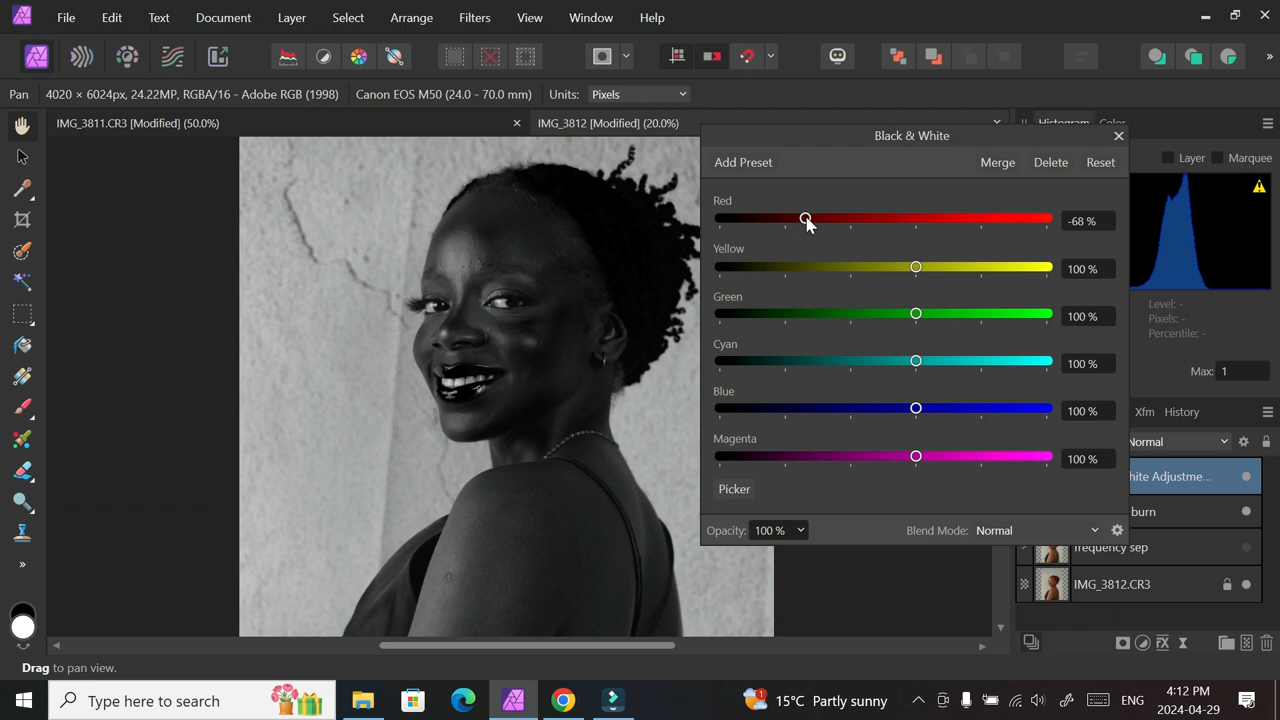 File Edit Text Document Layer Select Arrange Filters View Window Help
Pan 4020 × 6024px, 24.22MP, RGBA/16 - Adobe RGB (1998) Canon EOS M50 (24.0 - 70.0 mm) Units: Pixels
IMG_3811.CR3 [Modified] (50.0%) IMG_3812 [Modified] (20.0%)
Histogram Color
Black & White
Add Preset Merge Delete Reset
Layer Marquee
Red
-68 %
Yellow
100 %
Green
100 %
Cyan
100 %
Blue
100 %
Magenta
100 %
Picker
Opacity: 100 % Blend Mode: Normal
Level: -
Pixels: -
Percentile: -
Max: 1
Xfm History
Normal
hite Adjustme...
burn
frequency sep
IMG_3812.CR3
Drag to pan view.
Type here to search
1
15°C Partly sunny
ENG
4:12 PM
2024-04-29